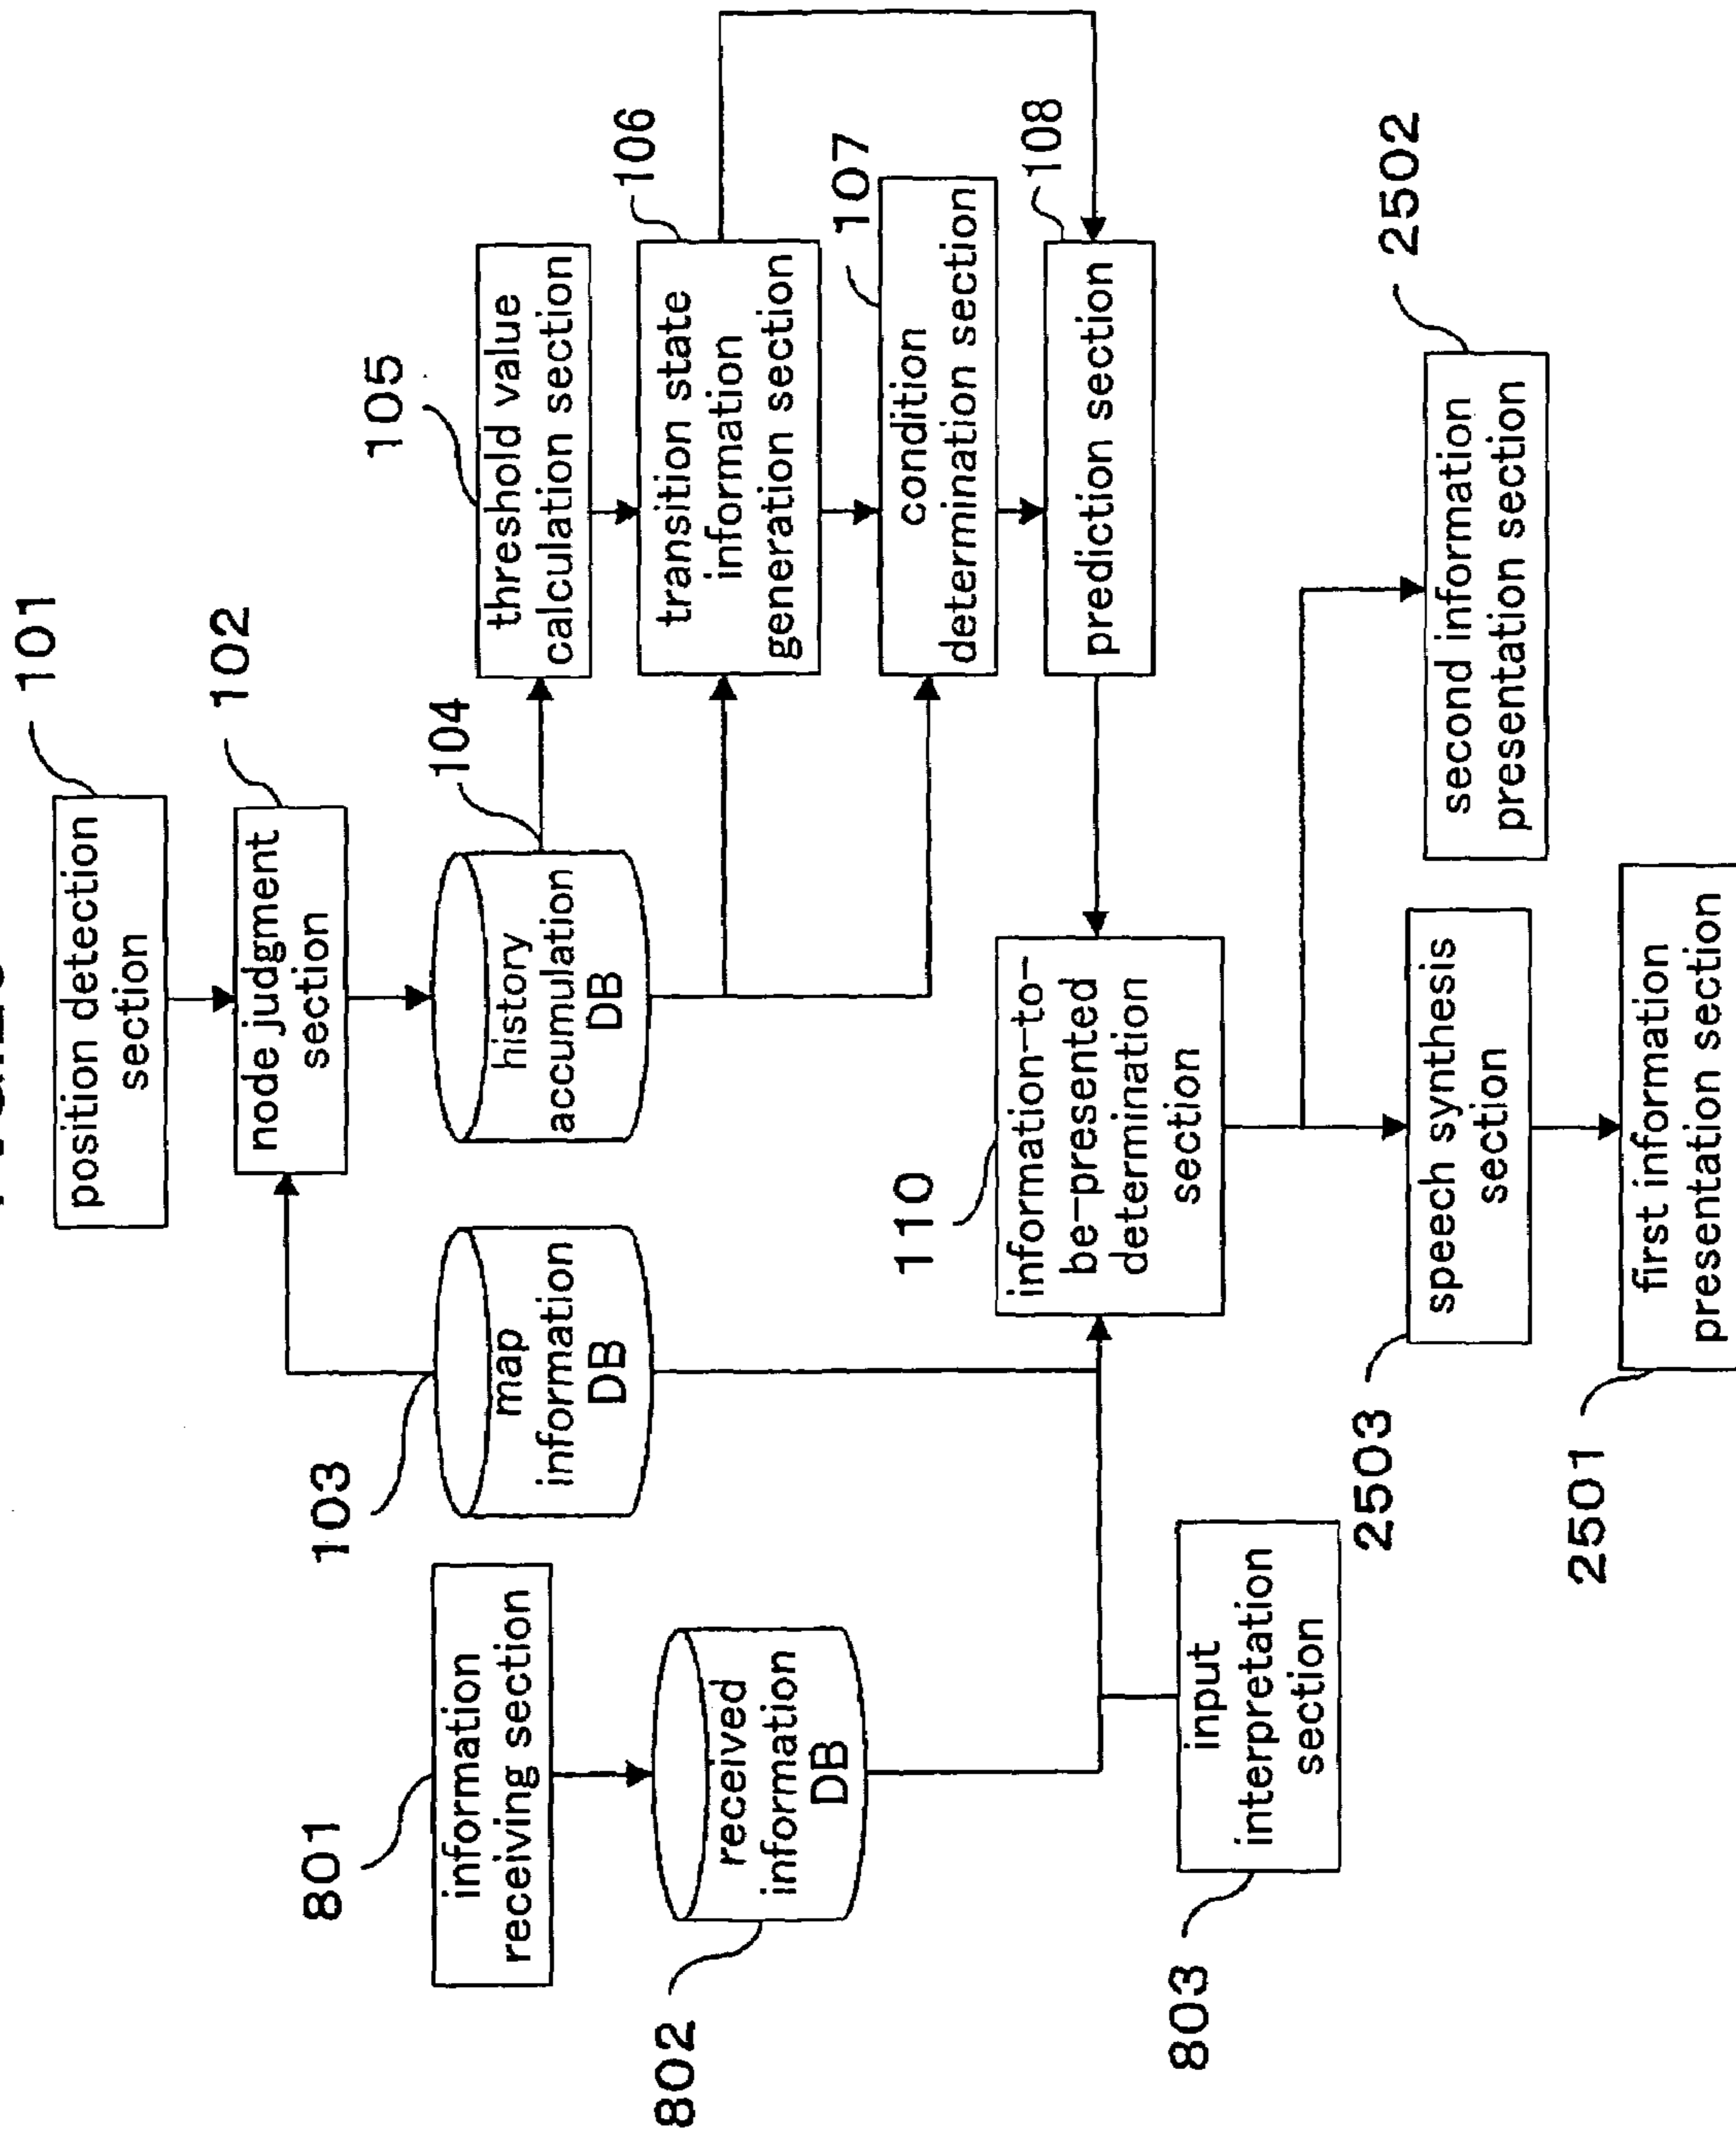 101
position detection
section
102
node judgment
section
103
map
information
DB
104
history
accumulation
DB
105
threshold value
calculation section
106
transition state
information
generation section
107
condition
determination section
108
prediction section
801
information
receiving section
802
received
information
DB
803
input
interpretation
section
110
information-to-
be-presented
determination
section
2503
speech synthesis
section
2502
second information
presentation section
2501
first information
presentation section